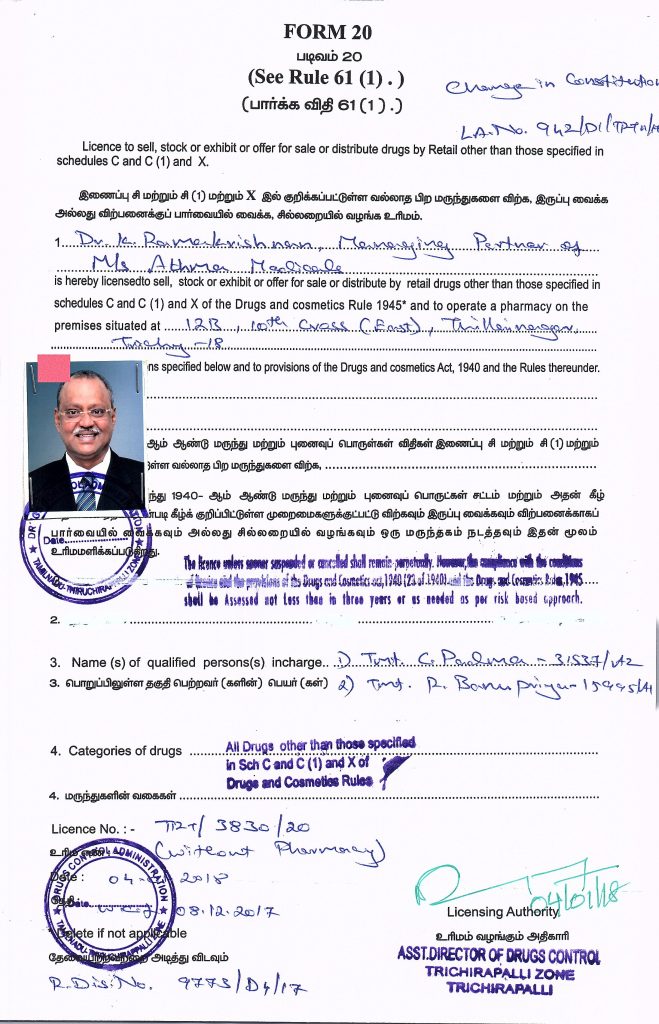 FORM 20
படிவம் 20
(See Rule 61 (1) . )
(பார்க்க விதி 61 (1) .)
Change in Constitution
L.A.No. 942/D1/TPZN/
Licence to sell, stock or exhibit or offer for sale or distribute drugs by Retail other than those specified in
schedules C and C (1) and X.
இணைப்பு சி மற்றும் சி (1) மற்றும் X இல் குறிக்கப்பட்டுள்ள வல்லாத பிற மருந்துகளை விற்க, இருப்பு வைக்க
அல்லது விற்பனைக்குப் பார்வையில் வைக்க, சில்லறையில் வழங்க உரிமம்.
1. Dr. K. Ramakrishnan, Managing Partner of
M/s Athma Medicals
is hereby licensedto sell, stock or exhibit or offer for sale or distribute by retail drugs other than those specified in
schedules C and C (1) and X of the Drugs and cosmetics Rule 1945* and to operate a pharmacy on the
premises situated at 12B, 10th Cross (East), Thillainagar,
Trichy - 18
ns specified below and to provisions of the Drugs and cosmetics Act, 1940 and the Rules thereunder.
ஆம் ஆண்டு மருந்து மற்றும் புனைவுப் பொருள்கள் விதிகள் இணைப்பு சி மற்றும் சி (1) மற்றும்
ள்ள வல்லாத பிற மருந்துகளை விற்க,
ந்து 1940- ஆம் ஆண்டு மருந்து மற்றும் புனைவுப் பொருட்கள் சட்டம் மற்றும் அதன் கீழ்
படி கீழ்க் குறிப்பிட்டுள்ள முறைமைகளுக்குட்பட்டு விற்கவும் இருப்பு வைக்கவும் விற்பனைக்காகப்
பார்வையில் வைக்கவும் அல்லது சில்லறையில் வழங்கவும் ஒரு மருந்தகம் நடத்தவும் இதன் மூலம்
உரிமமளிக்கப்படுகிறது.
Date
TAMILNADU-THIRUCHIRAPALLI ZONE
The licence unless sooner suspended or cancelled shall remain perpetually. However, the compliance with the conditions
of licence and the provisions of the Drugs and Cosmetics act,1940 (23 of 1940) and the Drugs and Cosmetics Rules,1945
shall be Assessed not Less than in three years or as needed as per risk based approach.
2.
3. Name (s) of qualified persons(s) incharge.. 1) Tmt. C. Padma - 31537/A2
3. பொறுப்பிலுள்ள தகுதி பெற்றவர் (களின்) பெயர் (கள்) 2) Tmt. R. Banupriya - 15995/A1
4. Categories of drugs All Drugs other than those specified
in Sch C and C (1) and X of
Drugs and Cosmetics Rules
4. மருந்துகளின் வகைகள்
Licence No. : - TPZ/3830/20
உரிம எண் : (without Pharmacy)
Date : 04- 2018
தேதி 08.12.2017
DRUGS CONTROL ADMINISTRATION
Date
* Delete if not applicable
அடித்து விடவும்
R.Dis.No. 9773/D4/17
04/01/18
Licensing Authority
உரிமம் வழங்கும் அதிகாரி
ASST.DIRECTOR OF DRUGS CONTROL
TRICHIRAPALLI ZONE
TRICHIRAPALLI